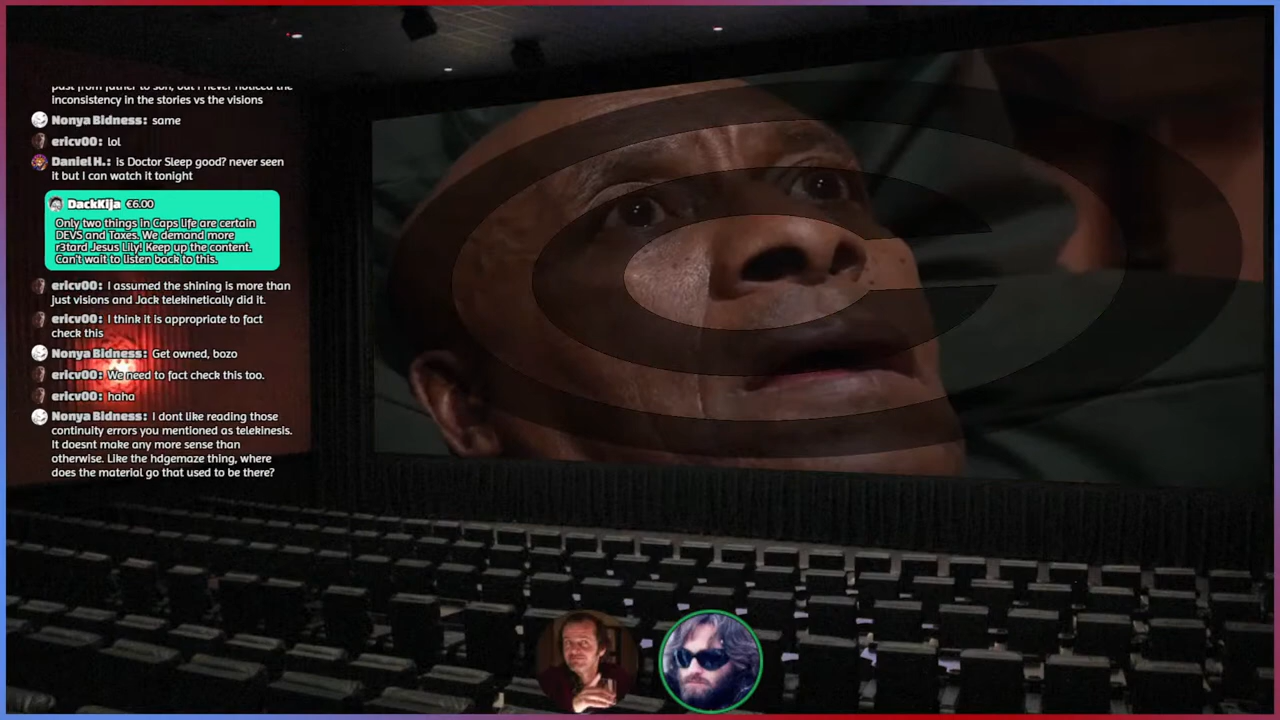 past from father to son, but I never noticed the
inconsistency in the stories vs the visions
Nonya Bidness: same
ericv00: lol
Daniel H.: is Doctor Sleep good? never seen
it but I can watch it tonight
DackKija €6.00
Only two things in Caps life are certain
DEVS and Taxes. We demand more
r3tard Jesus Lily! Keep up the content.
Can't wait to listen back to this.
ericv00: I assumed the shining is more than
just visions and Jack telekinetically did it.
ericv00: I think it is appropriate to fact
check this
Nonya Bidness: Get owned, bozo
ericv00: We need to fact check this too.
ericv00: haha
Nonya Bidness: I dont like reading those
continuity errors you mentioned as telekinesis.
It doesnt make any more sense than
otherwise. Like the hdgemaze thing, where
does the material go that used to be there?